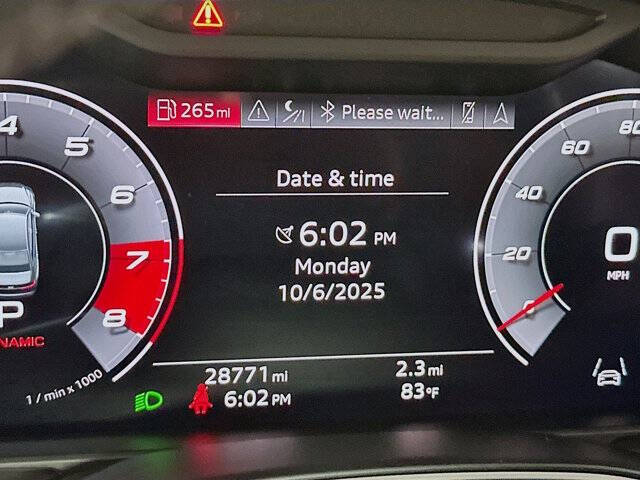 265 mi
Please wait...
Date & time
6:02 PM
Monday
10/6/2025
4
5
6
7
8
1 / min x 1000
P
NAMIC
80
60
40
20
0
0
MPH
28771 mi
2.3 mi
6:02 PM
83°F